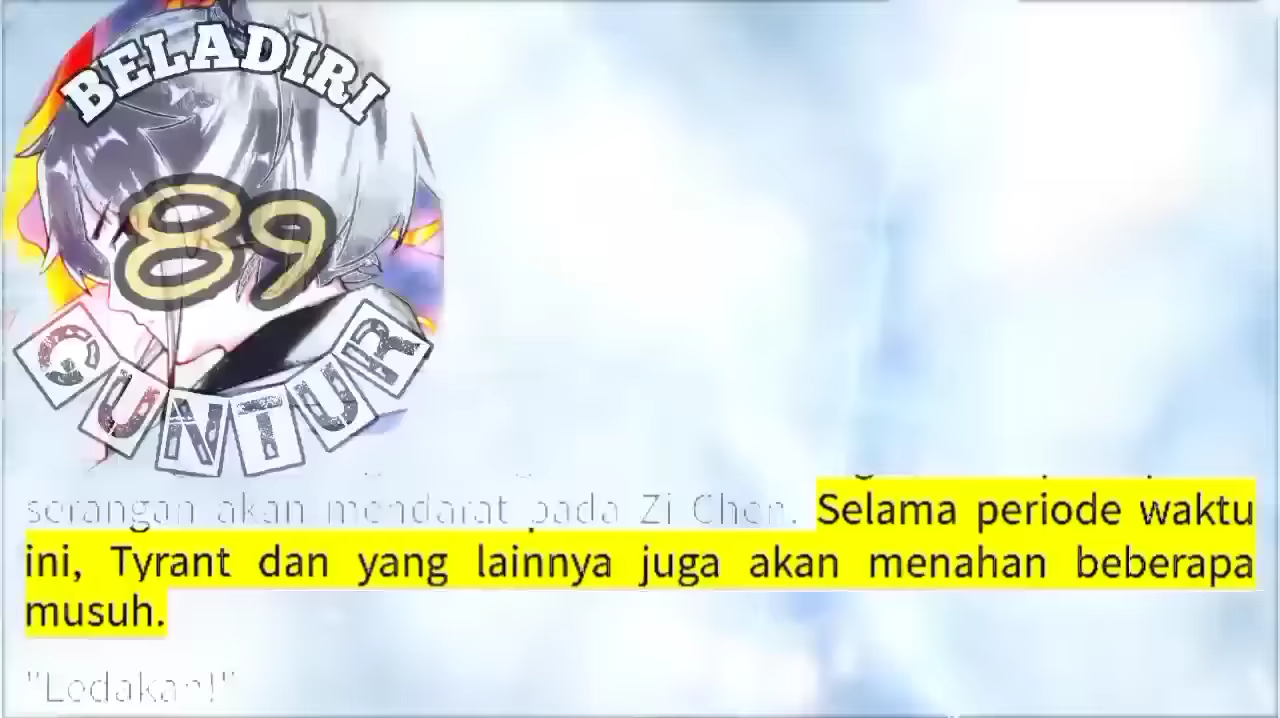 BELADIRI
89
GUNTUR
serangan akan mendarat pada Zi Chen. Selama periode waktu
ini, Tyrant dan yang lainnya juga akan menahan beberapa
musuh.
"Ledakan!"